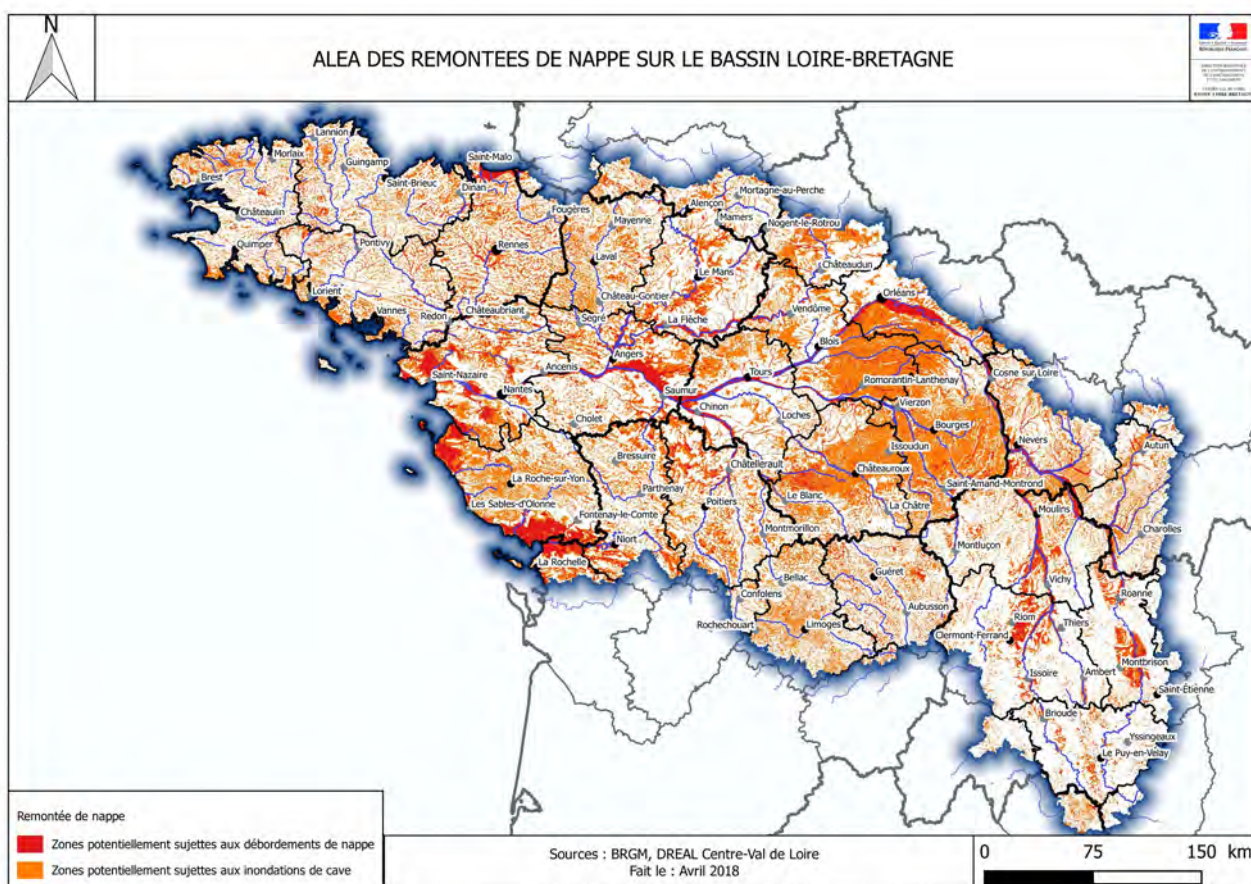 N
ALEA DES REMONTEES DE NAPPE SUR LE BASSIN LOIRE-BRETAGNE
Lannion
Morlaix
Guingamp
Brest
Saint-Brieuc
Saint-Malo
Dinan
Châteaulin
Quimper
Pontivy
Fougères
Mayenne
Alençon
Mortagne-au-Perche
Mamers
Nogent-le-Rotrou
Rennes
Laval
Le Mans
Châteaudun
Lorient
Vannes
Redon
Châteaubriant
Château-Gontier
Segré
La Flèche
Vendôme
Orléans
Blois
Angers
Ancenis
Saint-Nazaire
Nantes
Saumur
Tours
Romorantin-Lanthenay
Cosne sur Loire
Vierzon
Chinon
Loches
Cholet
Bourges
Issoudun
Nevers
Autun
Bressuire
Châtellerault
Châteauroux
La Roche-sur-Yon
Parthenay
Poitiers
Le Blanc
Saint-Amand-Montrond
Les Sables-d'Olonne
Fontenay-le-Comte
La Châtre
Moulins
Montmorillon
Niort
Charolles
Montluçon
La Rochelle
Bellac
Guéret
Vichy
Confolens
Roanne
Aubusson
Rochechouart
Limoges
Riom
Thiers
Clermont-Ferrand
Montbrison
Issoire
Ambert
Saint-Étienne
Brioude
Yssingeaux
Le Puy-en-Velay
Remontée de nappe
Zones potentiellement sujettes aux débordements de nappe
Zones potentiellement sujettes aux inondations de cave
Sources : BRGM, DREAL Centre-Val de Loire
Fait le : Avril 2018
0 75 150 km